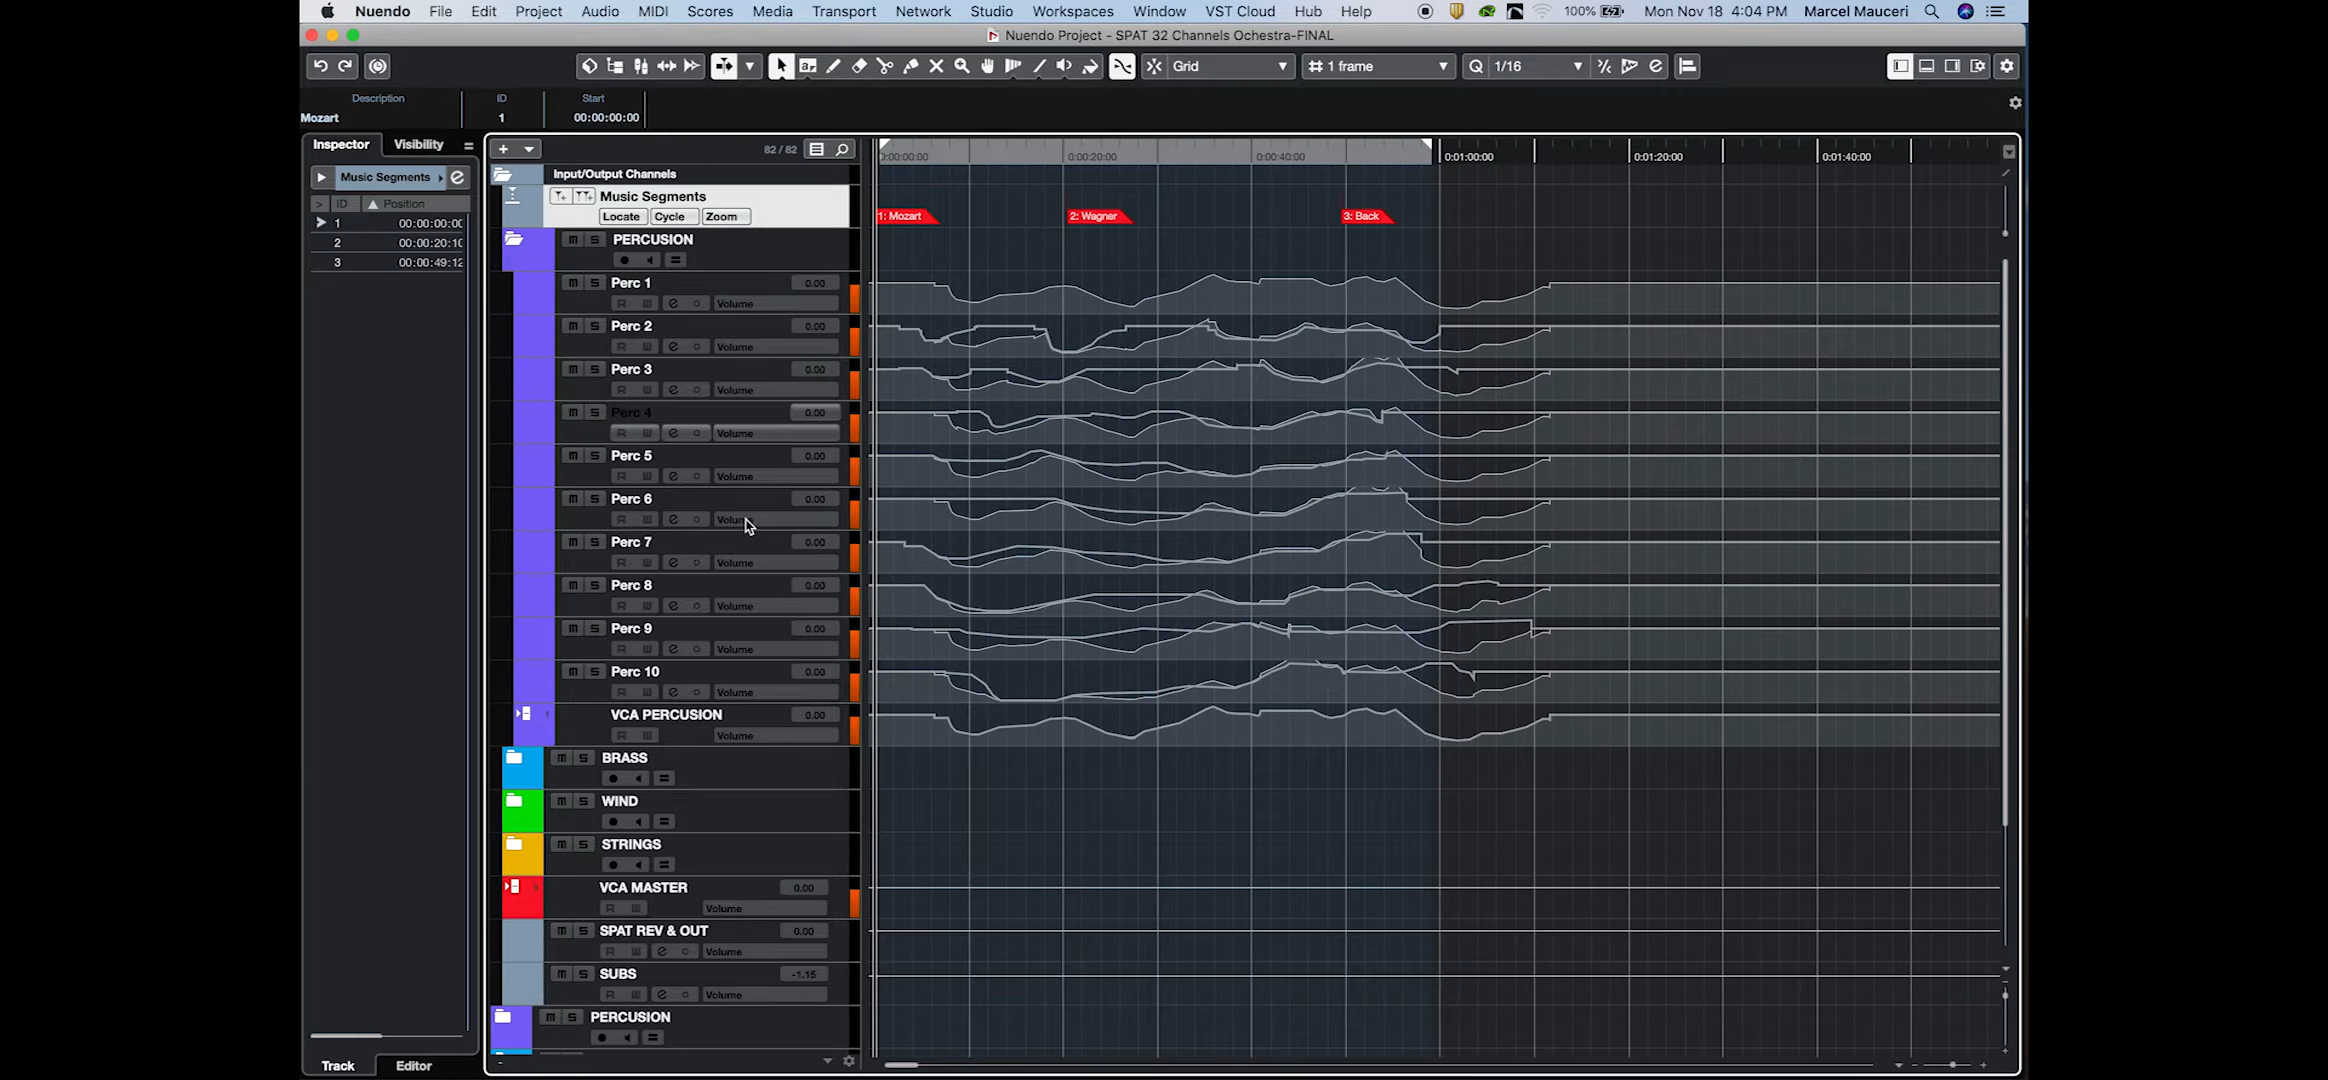 Nuendo File Edit Project Audio MIDI Scores Media Transport Network Studio Workspaces Window VST Cloud Hub Help 100% Mon Nov 18 4:04 PM Marcel Mauceri
Nuendo Project - SPAT 32 Channels Ochestra-FINAL
Grid 1 frame Q 1/16
Description ID Start
Mozart 1 00:00:00:00
Inspector Visibility 82 / 82
0:00:00:00 0:00:20:00 0:00:40:00 0:01:00:00 0:01:20:00 0:01:40:00
Input/Output Channels
Music Segments
ID Position
1 00:00:00:00
2 00:00:20:10
3 00:00:49:12
Music Segments
Locate Cycle Zoom
1: Mozart 2: Wagner 3: Back
m S PERCUSION
m S Perc 1 0.00
R W e Volume
m S Perc 2 0.00
R W e Volume
m S Perc 3 0.00
R W e Volume
m S Perc 4 0.00
R W e Volume
m S Perc 5 0.00
R W e Volume
m S Perc 6 0.00
R W e Volume
m S Perc 7 0.00
R W e Volume
m S Perc 8 0.00
R W e Volume
m S Perc 9 0.00
R W e Volume
m S Perc 10 0.00
R W e Volume
1 VCA PERCUSION 0.00
R W Volume
m S BRASS
m S WIND
m S STRINGS
VCA MASTER 0.00
R W Volume
m S SPAT REV & OUT 0.00
R W e Volume
m S SUBS -1.15
R W e Volume
m S PERCUSION
Track Editor